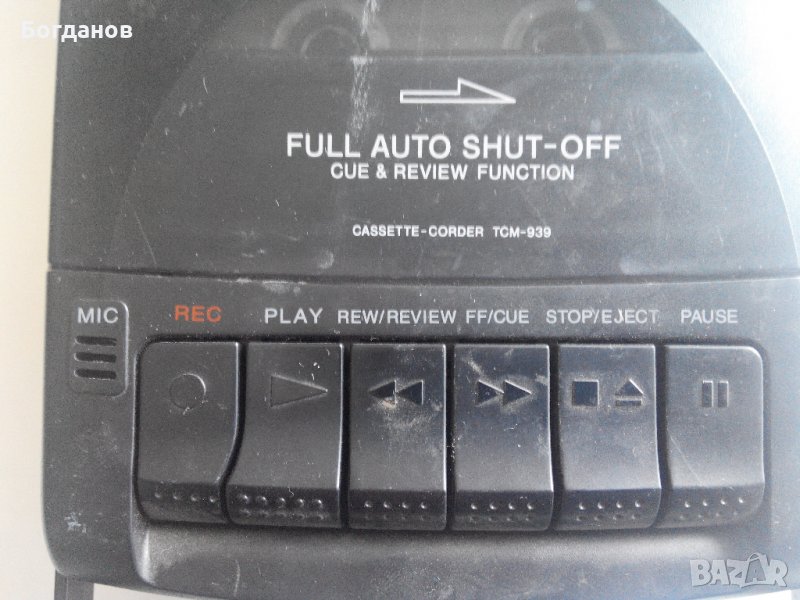 Богданов
FULL AUTO SHUT-OFF
CUE & REVIEW FUNCTION
CASSETTE-CORDER TCM-939
MIC REC PLAY REW/REVIEW FF/CUE STOP/EJECT PAUSE
BAZAR